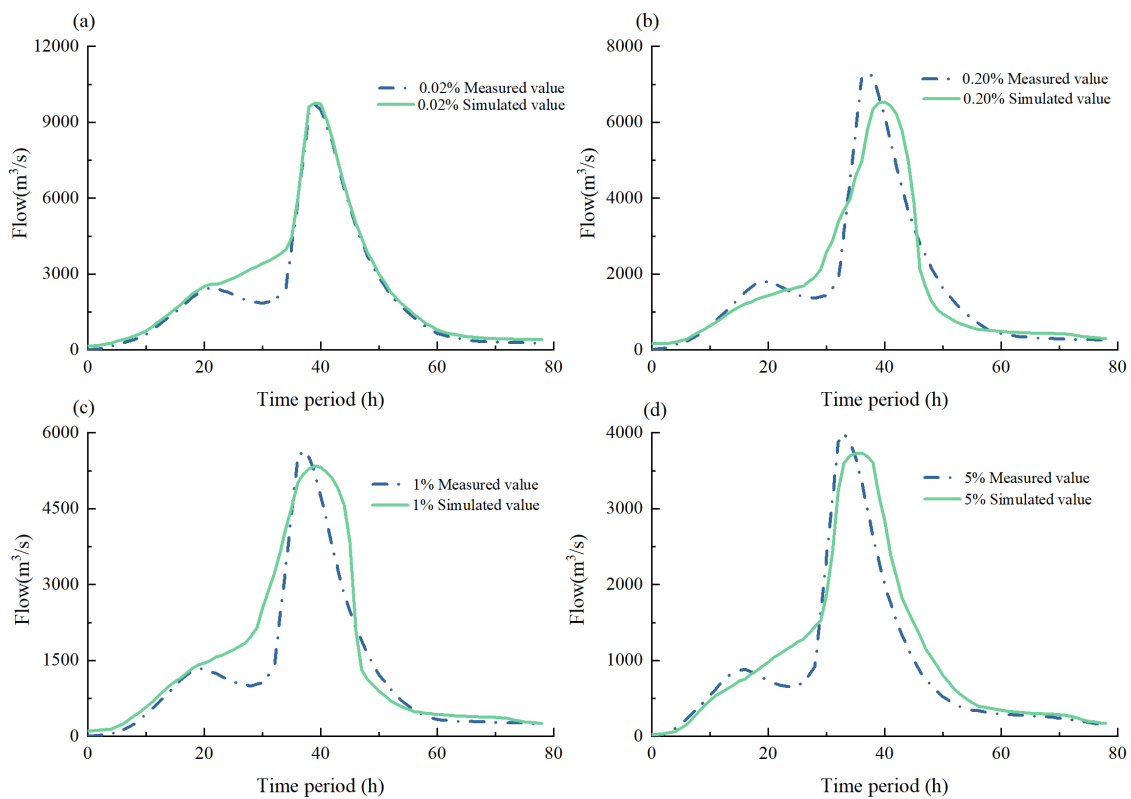 (a)
12000
9000
6000
3000
0
Flow(m³/s)
0.02% Measured value
0.02% Simulated value
0 20 40 60 80
Time period (h)
(b)
8000
6000
4000
2000
0
Flow(m³/s)
0.20% Measured value
0.20% Simulated value
0 20 40 60 80
Time period (h)
(c)
6000
4500
3000
1500
0
Flow(m³/s)
1% Measured value
1% Simulated value
0 20 40 60 80
Time period (h)
(d)
4000
3000
2000
1000
0
Flow(m³/s)
5% Measured value
5% Simulated value
0 20 40 60 80
Time period (h)